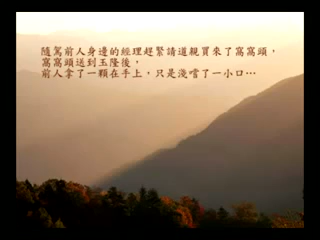 隨駕前人身邊的經理趕緊請道親買來了窩窩頭，
窩窩頭送到玉隆後，
前人拿了一顆在手上，只是淺嚐了一小口…